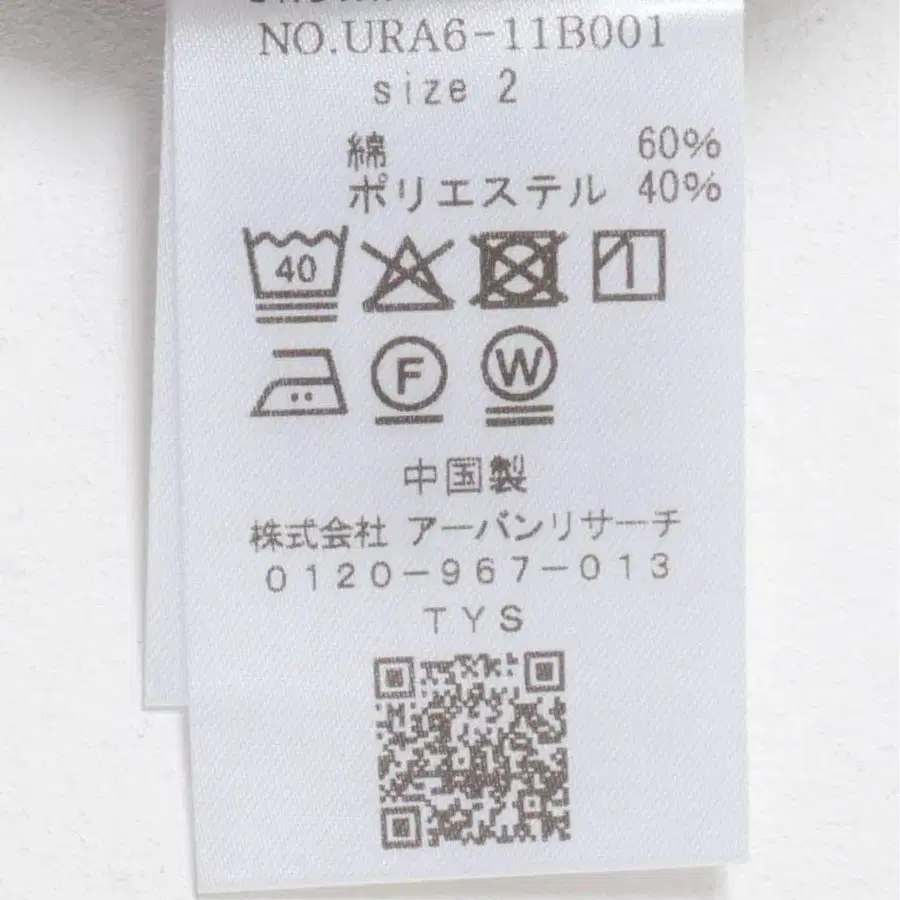 NO.URA6-11B001
size 2
綿 60%
ポリエステル 40%
40
F W
中国製
株式会社 アーバンリサーチ
0120-967-013
TYS